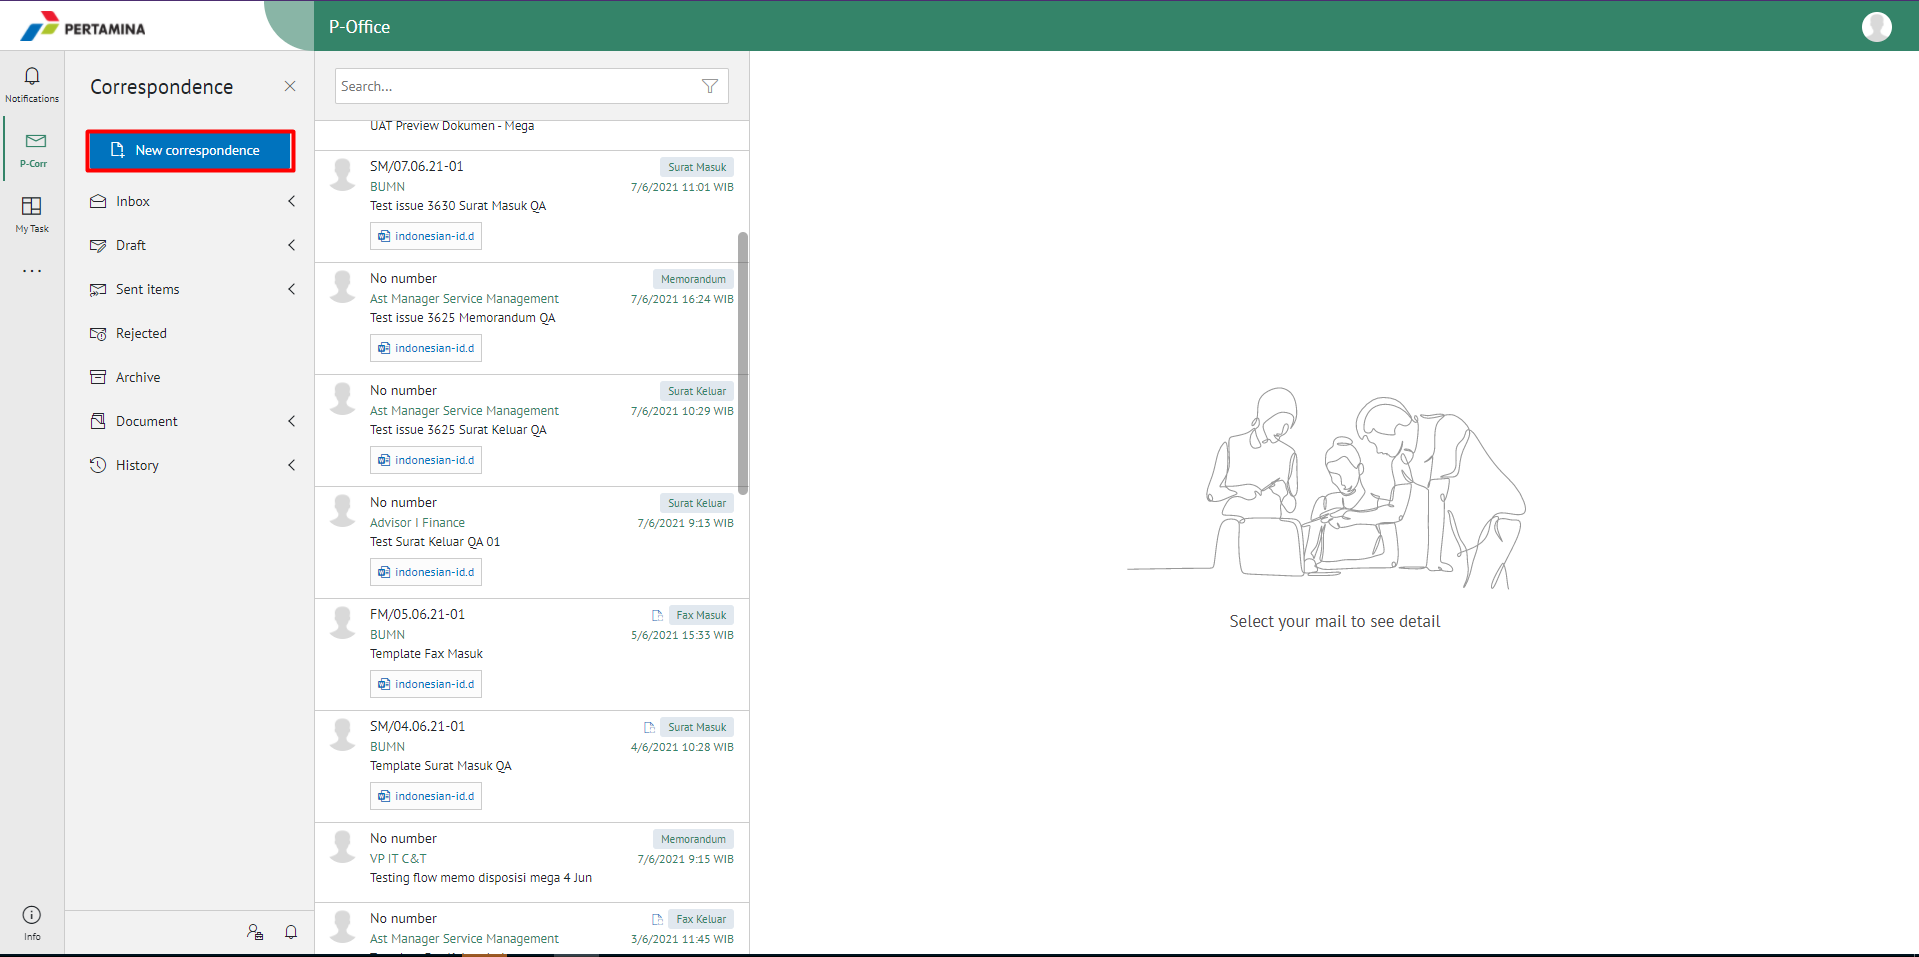 PERTAMINA
P-Office
Notifications
P-Corr
My Task
Info
Correspondence
New correspondence
Inbox
Draft
Sent items
Rejected
Archive
Document
History
Search...
UAT Preview Dokumen - Mega
SM/07.06.21-01
Surat Masuk
BUMN
7/6/2021 11:01 WIB
Test issue 3630 Surat Masuk QA
indonesian-id.d
No number
Memorandum
Ast Manager Service Management
7/6/2021 16:24 WIB
Test issue 3625 Memorandum QA
indonesian-id.d
No number
Surat Keluar
Ast Manager Service Management
7/6/2021 10:29 WIB
Test issue 3625 Surat Keluar QA
indonesian-id.d
No number
Surat Keluar
Advisor I Finance
7/6/2021 9:13 WIB
Test Surat Keluar QA 01
indonesian-id.d
FM/05.06.21-01
Fax Masuk
BUMN
5/6/2021 15:33 WIB
Template Fax Masuk
indonesian-id.d
SM/04.06.21-01
Surat Masuk
BUMN
4/6/2021 10:28 WIB
Template Surat Masuk QA
indonesian-id.d
No number
Memorandum
VP IT C&T
7/6/2021 9:15 WIB
Testing flow memo disposisi mega 4 Jun
No number
Fax Keluar
Ast Manager Service Management
3/6/2021 11:45 WIB
Select your mail to see detail